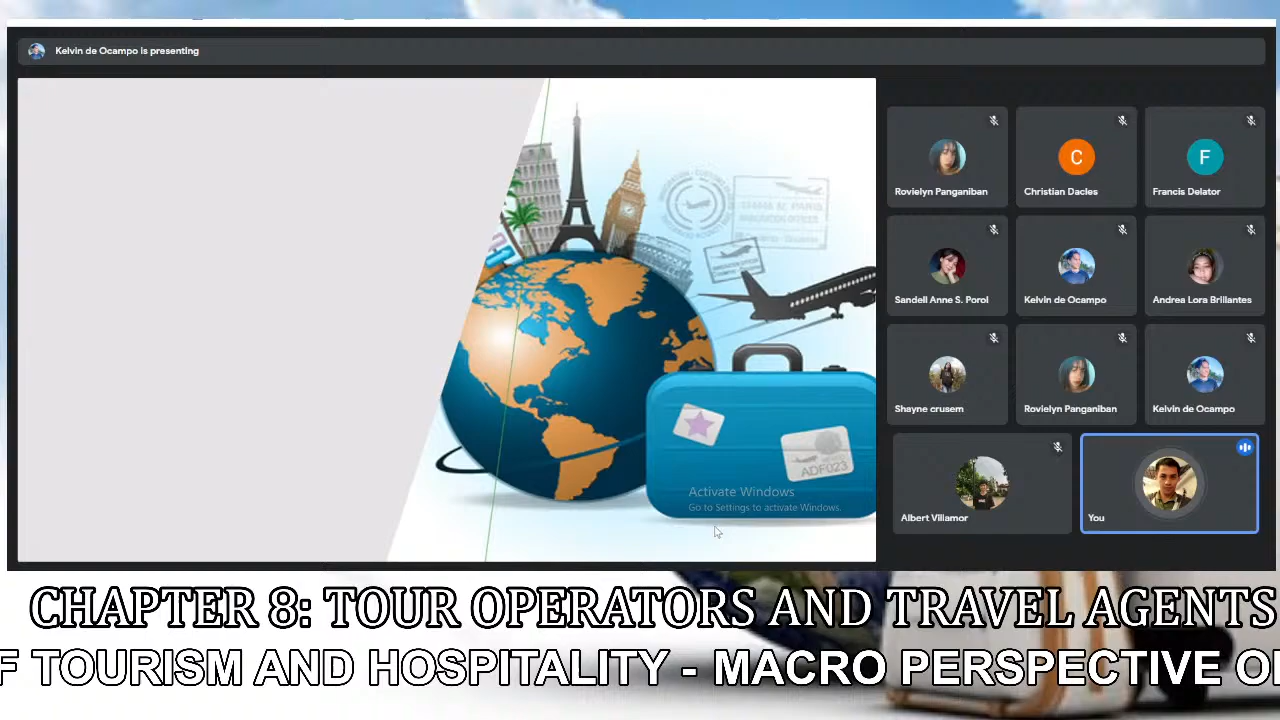 Kelvin de Ocampo is presenting
Rovielyn Panganiban
C
Christian Dacles
F
Francis Delator
Sandell Anne S. Porol
Kelvin de Ocampo
Andrea Lora Brillantes
Shayne crusem
Rovielyn Panganiban
Kelvin de Ocampo
Albert Villamor
You
ADF023
Activate Windows
Go to Settings to activate Windows.
CHAPTER 8: TOUR OPERATORS AND TRAVEL AGENTS
F TOURISM AND HOSPITALITY - MACRO PERSPECTIVE O